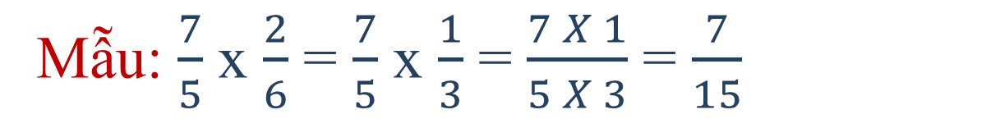 Mẫu: 7/5 x 2/6 = 7/5 x 1/3 = 7 X 1/5 X 3 = 7/15